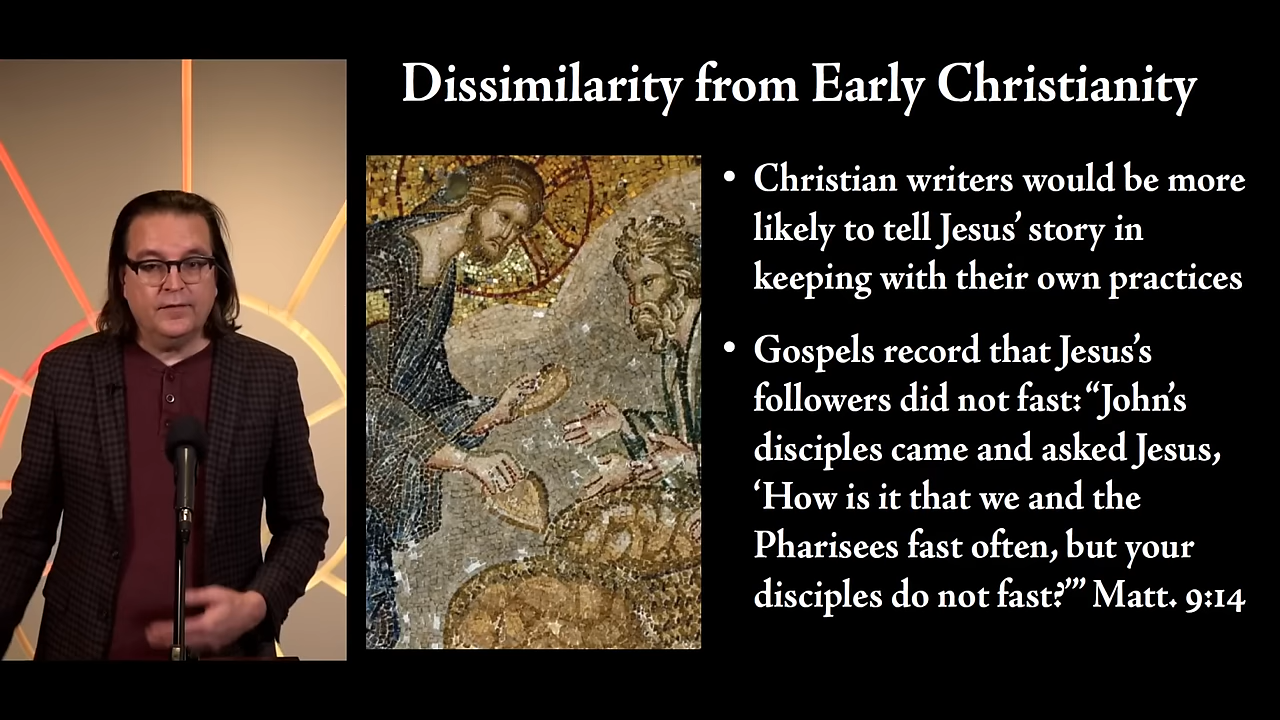 Dissimilarity from Early Christianity
• Christian writers would be more
likely to tell Jesus’ story in
keeping with their own practices
• Gospels record that Jesus’s
followers did not fast: “John’s
disciples came and asked Jesus,
‘How is it that we and the
Pharisees fast often, but your
disciples do not fast?’” Matt. 9:14